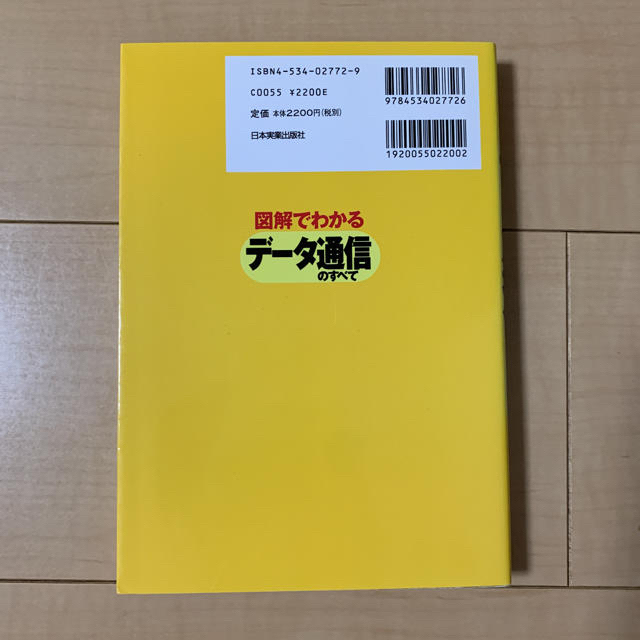 ISBN4-534-02772-9
C0055 ¥2200E
定価 本体2200円(税別)
日本実業出版社
9784534027726
1920055022002
図解でわかる
データ通信
のすべて